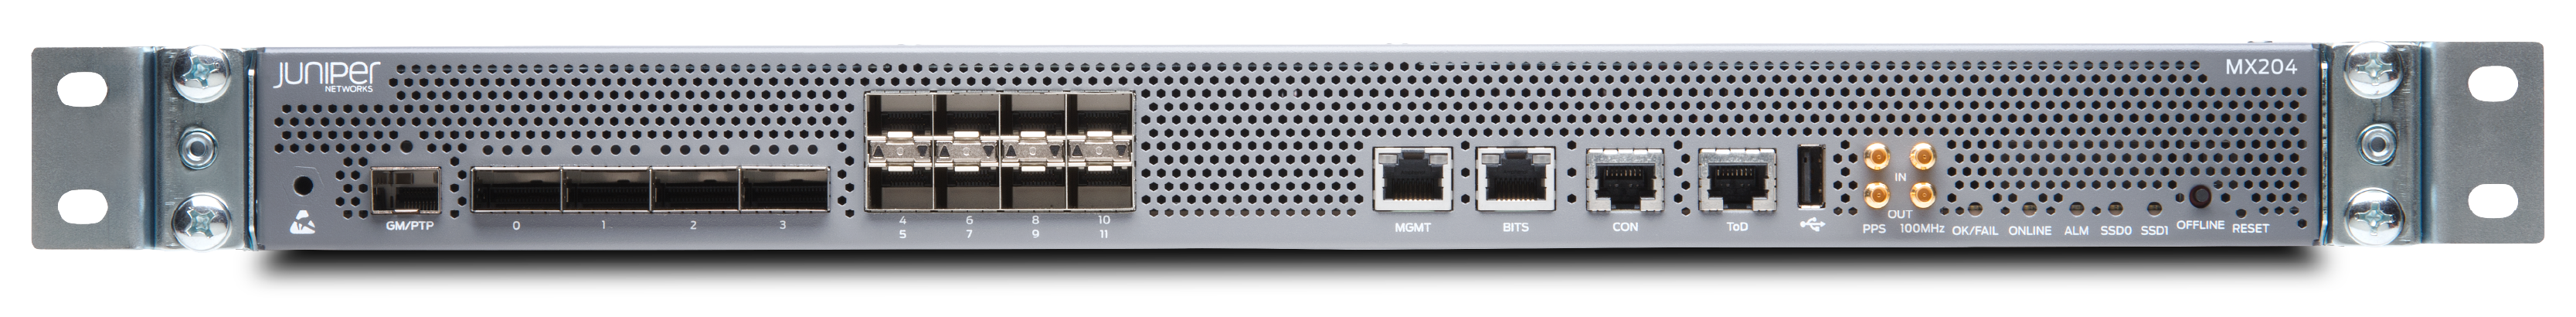 JUNIPER
NETWORKS
MX204
GM/PTP
0
1
2
3
4
6
8
10
5
7
9
11
MGMT
BITS
CON
ToD
IN
OUT
PPS
100MHz
OK/FAIL
ONLINE
ALM
SSD0
SSD1
OFFLINE
RESET